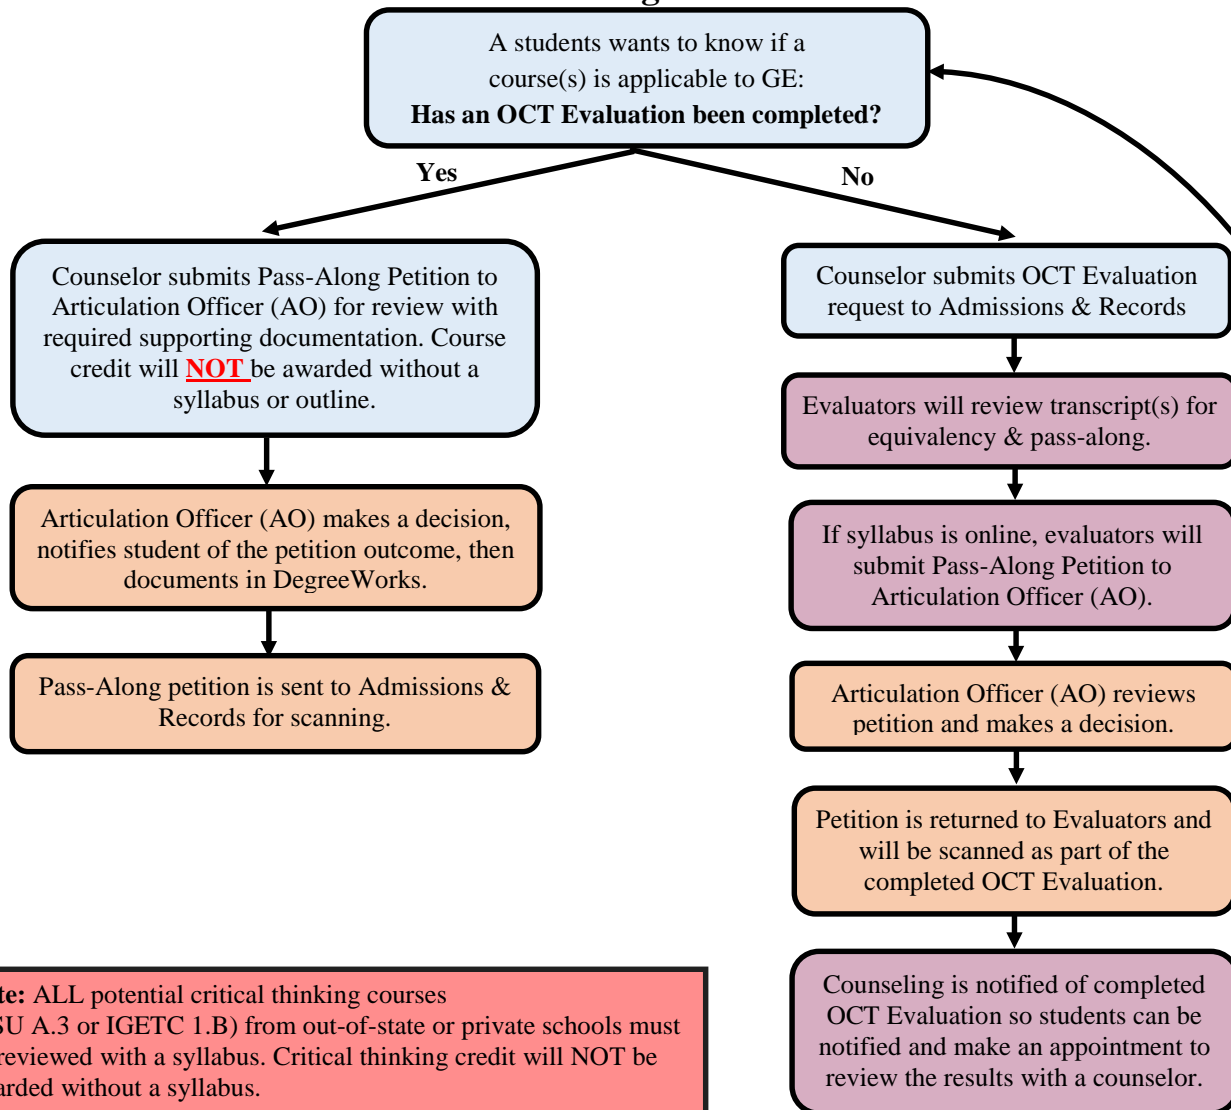 A students wants to know if a
course(s) is applicable to GE:
Has an OCT Evaluation been completed?
Yes
No
Counselor submits Pass-Along Petition to
Articulation Officer (AO) for review with
required supporting documentation. Course
credit will NOT be awarded without a
syllabus or outline.
Articulation Officer (AO) makes a decision,
notifies student of the petition outcome, then
documents in DegreeWorks.
Pass-Along petition is sent to Admissions &
Records for scanning.
Counselor submits OCT Evaluation
request to Admissions & Records
Evaluators will review transcript(s) for
equivalency & pass-along.
If syllabus is online, evaluators will
submit Pass-Along Petition to
Articulation Officer (AO).
Articulation Officer (AO) reviews
petition and makes a decision.
Petition is returned to Evaluators and
will be scanned as part of the
completed OCT Evaluation.
Counseling is notified of completed
OCT Evaluation so students can be
notified and make an appointment to
review the results with a counselor.
te: ALL potential critical thinking courses
SU A.3 or IGETC 1.B) from out-of-state or private schools must
reviewed with a syllabus. Critical thinking credit will NOT be
arded without a syllabus.